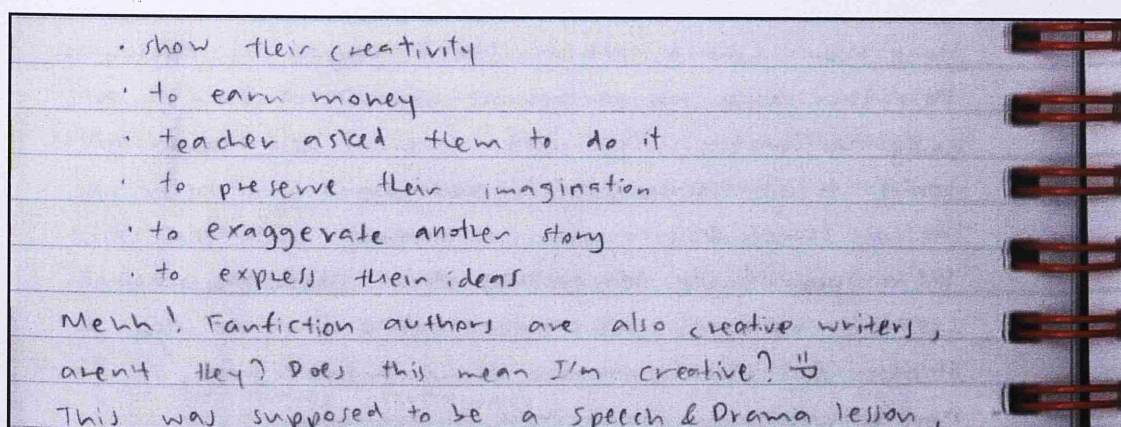 · show their creativity
· to earn money
· teacher asked them to do it
· to preserve their imagination
· to exaggerate another story
· to express their ideas
Mehh! Fanfiction authors are also creative writers,
aren't they? Does this mean I'm creative? =D
This was supposed to be a speech & Drama lesson,